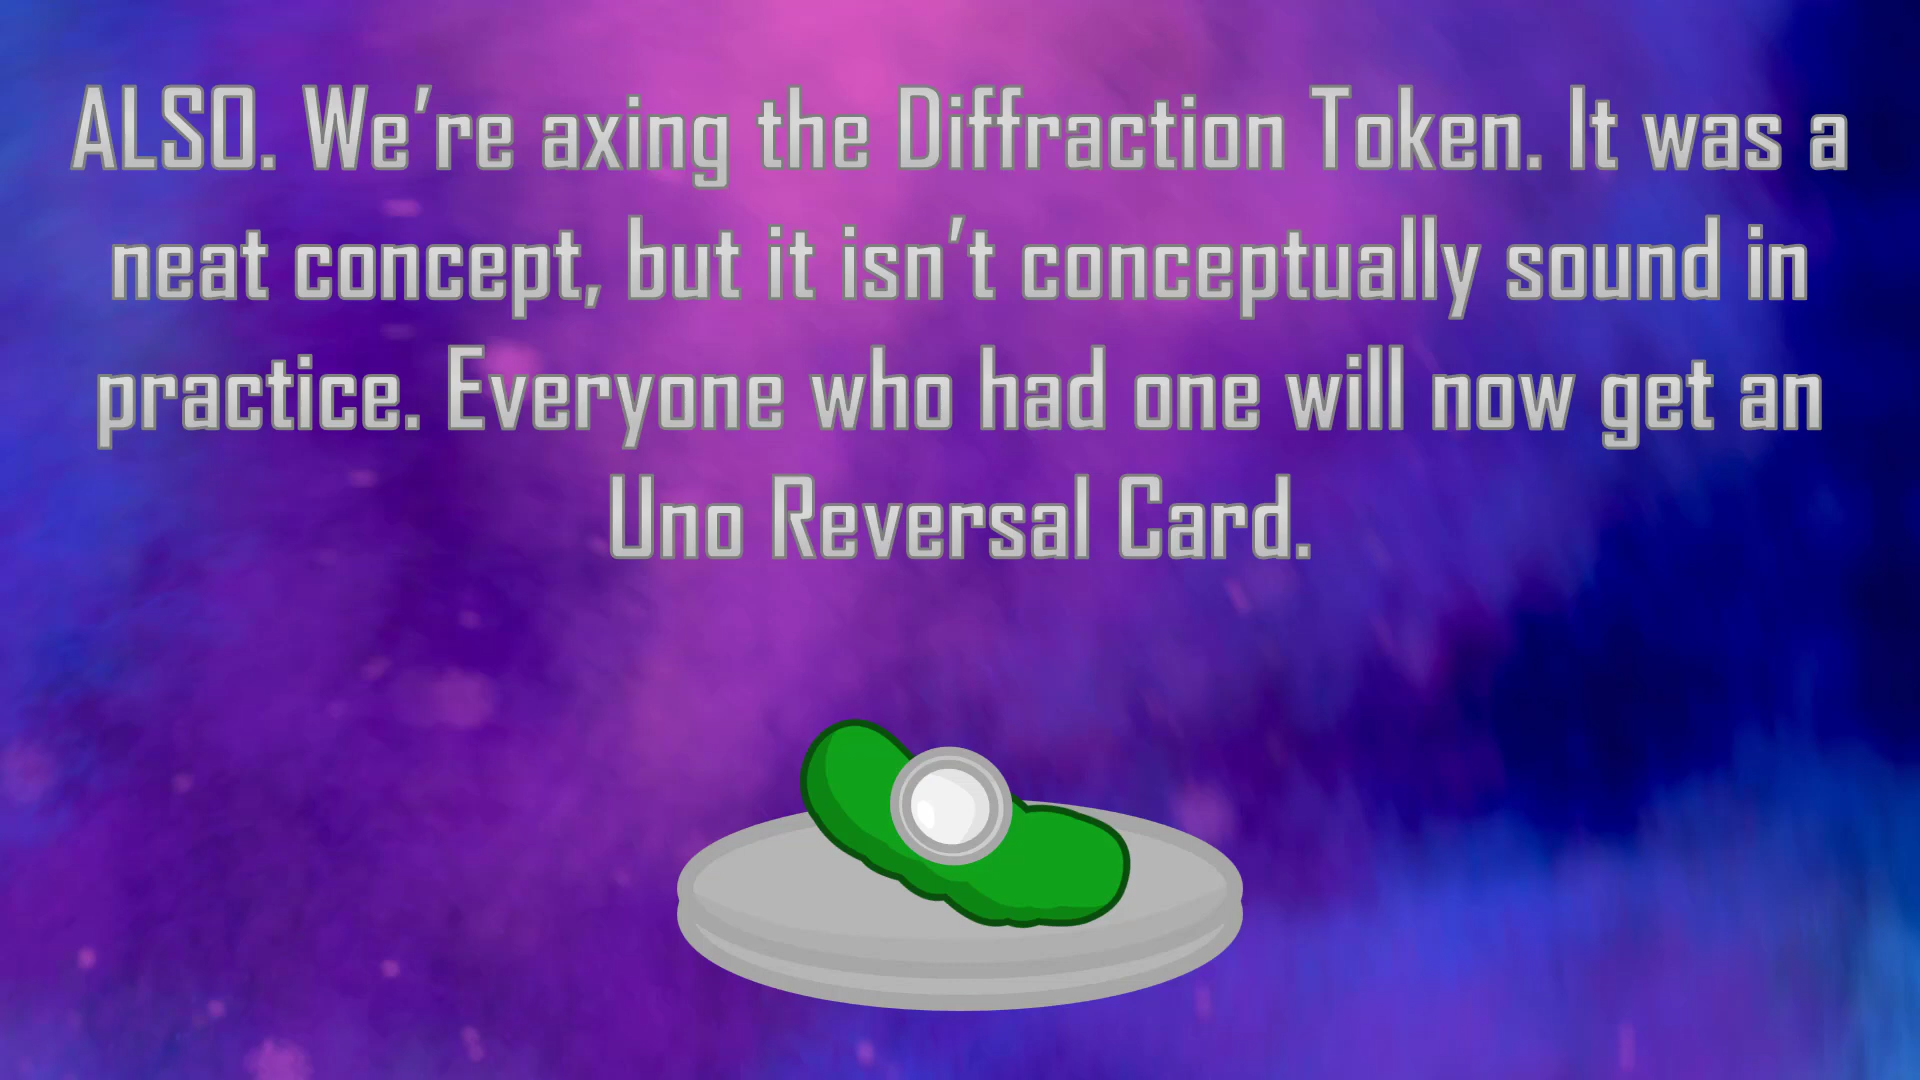 ALSO. We’re axing the Diffraction Token. It was a
neat concept, but it isn’t conceptually sound in
practice. Everyone who had one will now get an
Uno Reversal Card.